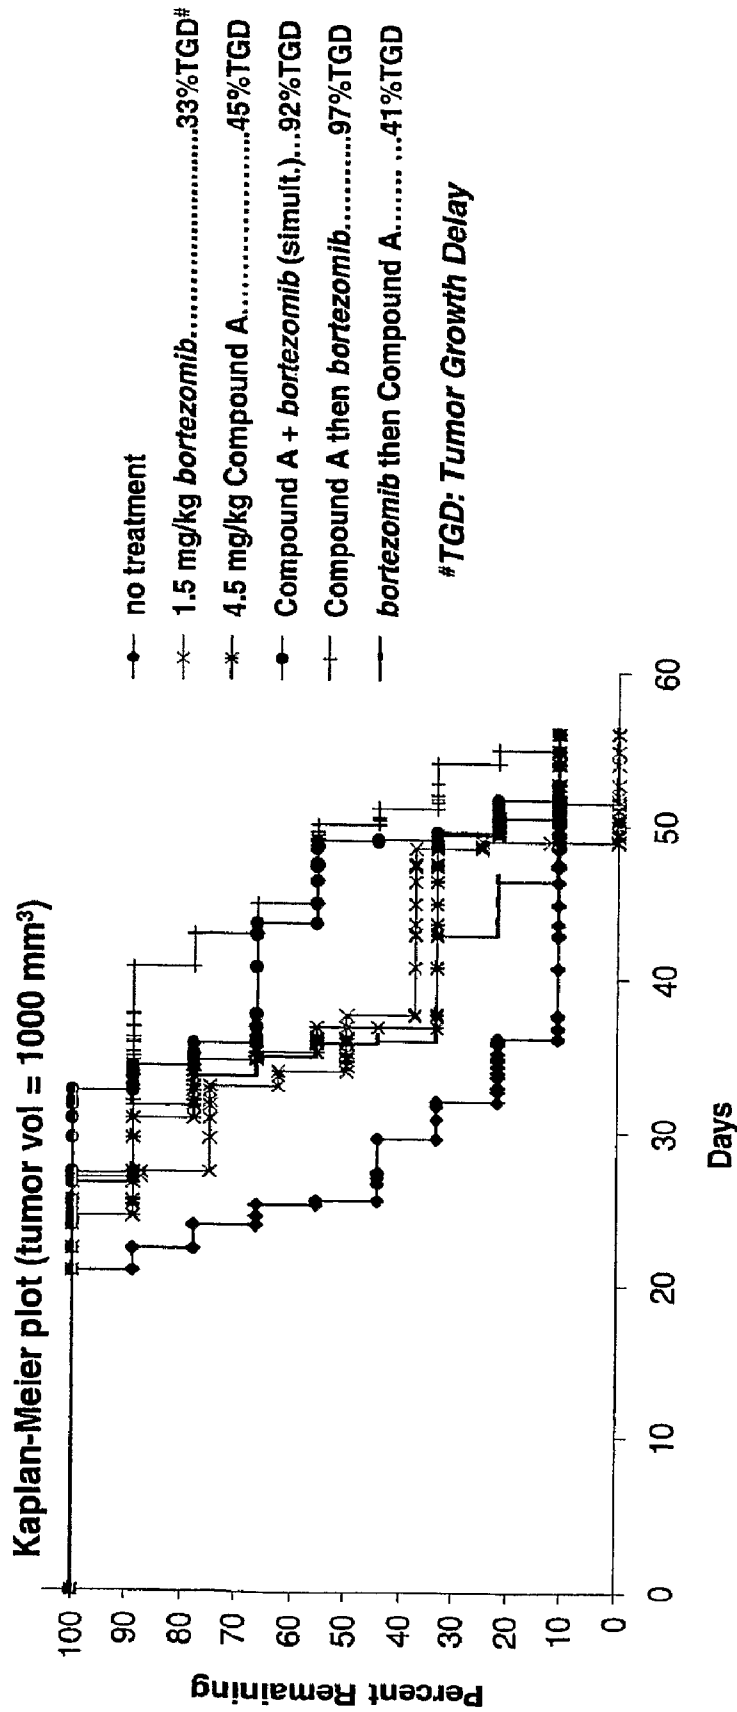 Kaplan-Meier plot (tumor vol = 1000 mm³)
Percent Remaining
100
90
80
70
60
50
40
30
20
10
0
0
10
20
30
40
50
60
Days
no treatment
1.5 mg/kg bortezomib....................................33%TGD#
4.5 mg/kg Compound A......................45%TGD
Compound A + bortezomib (simult.)...92%TGD
Compound A then bortezomib...........97%TGD
bortezomib then Compound A....... ...41%TGD
#TGD: Tumor Growth Delay